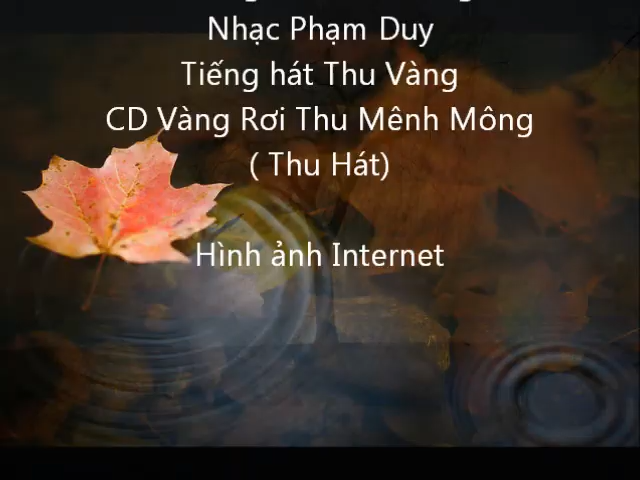 Nhạc Phạm Duy
Tiếng hát Thu Vàng
CD Vàng Rơi Thu Mênh Mông
( Thu Hát)
Hình ảnh Internet